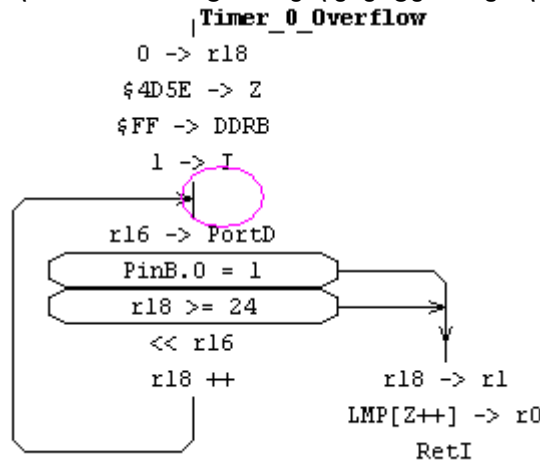 Timer_0_Overflow
0 -> r18
$4D5E -> Z
$FF -> DDRB
1 -> I
r16 -> PortD
PinB.0 = 1
r18 >= 24
<< r16
r18 ++
r18 -> r1
LMP[Z++] -> r0
RetI